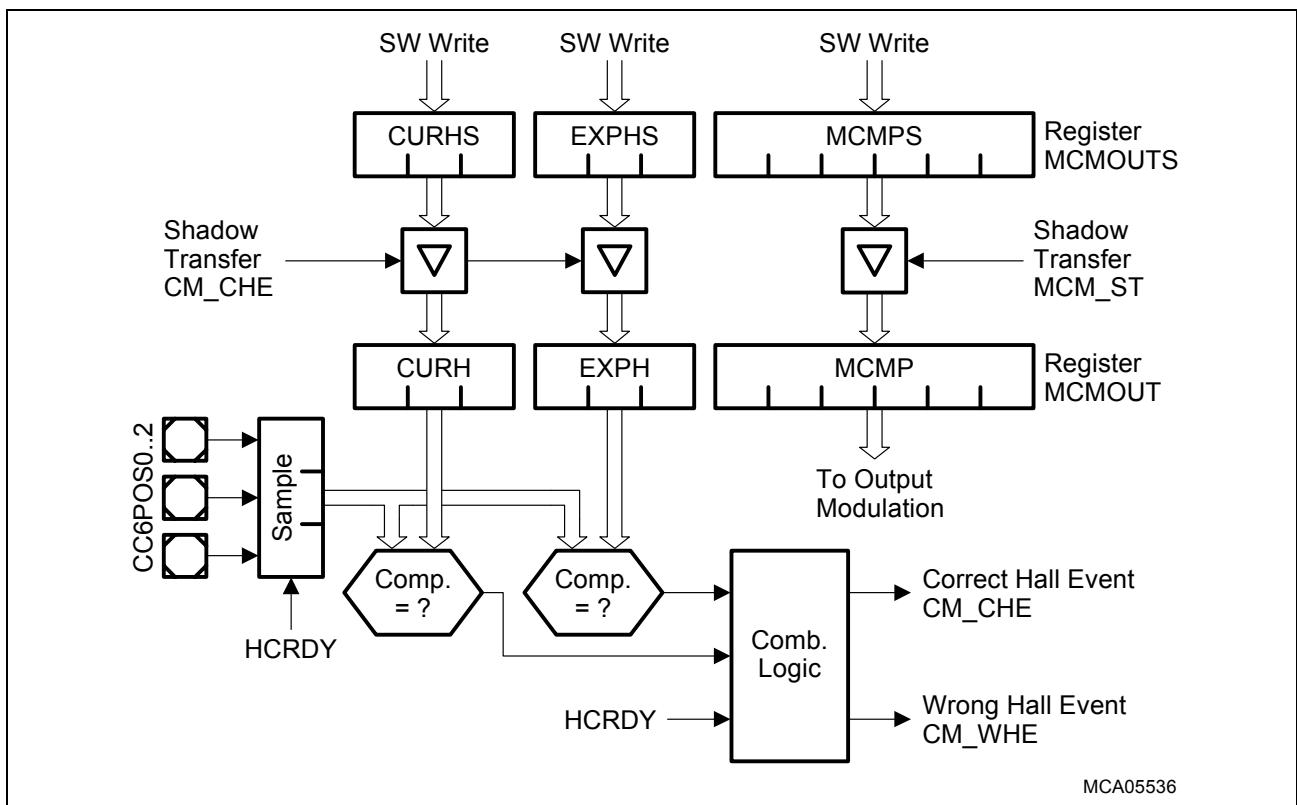 SW Write
SW Write
SW Write
CURHS
EXPHS
MCMPS
Register
MCMOUTS
Shadow
Transfer
CM_CHE
Shadow
Transfer
MCM_ST
CURH
EXPH
MCMP
Register
MCMOUT
CC6POS0..2
Sample
To Output
Modulation
Comp.
= ?
Comp.
= ?
Comb.
Logic
Correct Hall Event
CM_CHE
HCRDY
HCRDY
Wrong Hall Event
CM_WHE
MCA05536